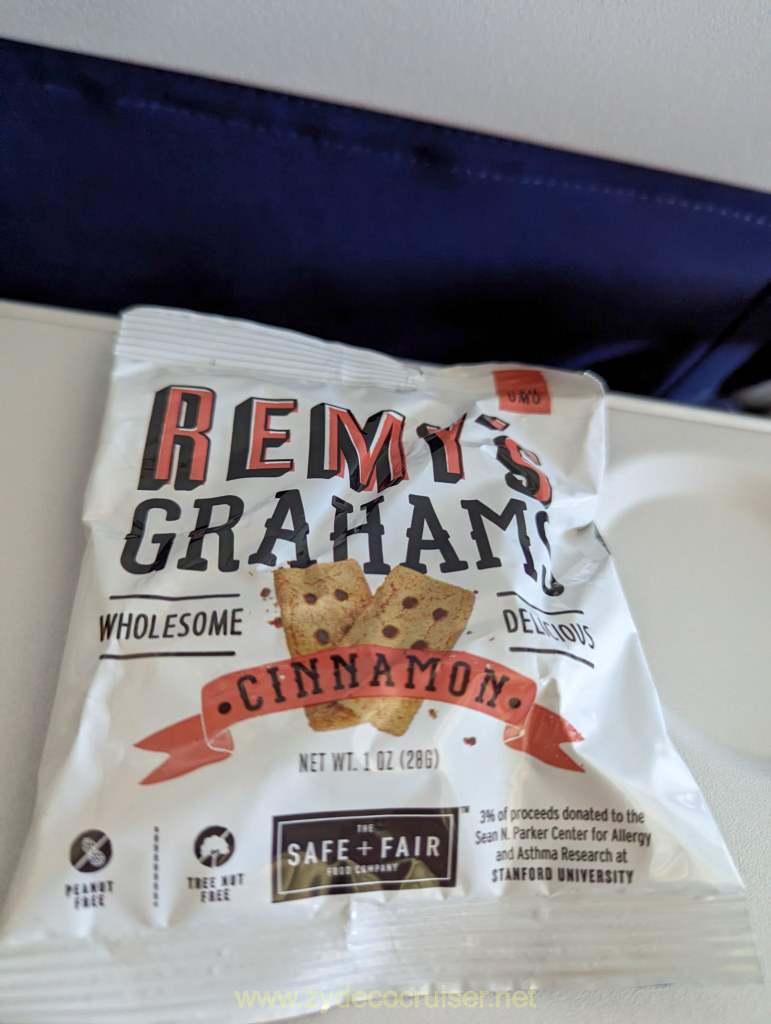 REMY'S
GRAHAMS
WHOLESOME
DELICIOUS
•CINNAMON•
NET WT. 1 OZ (28G)
PEANUT
FREE
TREE NUT
FREE
THE
SAFE + FAIR
FOOD COMPANY
™
3% of proceeds donated to the
Sean N. Parker Center for Allergy
and Asthma Research at
STANFORD UNIVERSITY
www.zydecocruiser.net